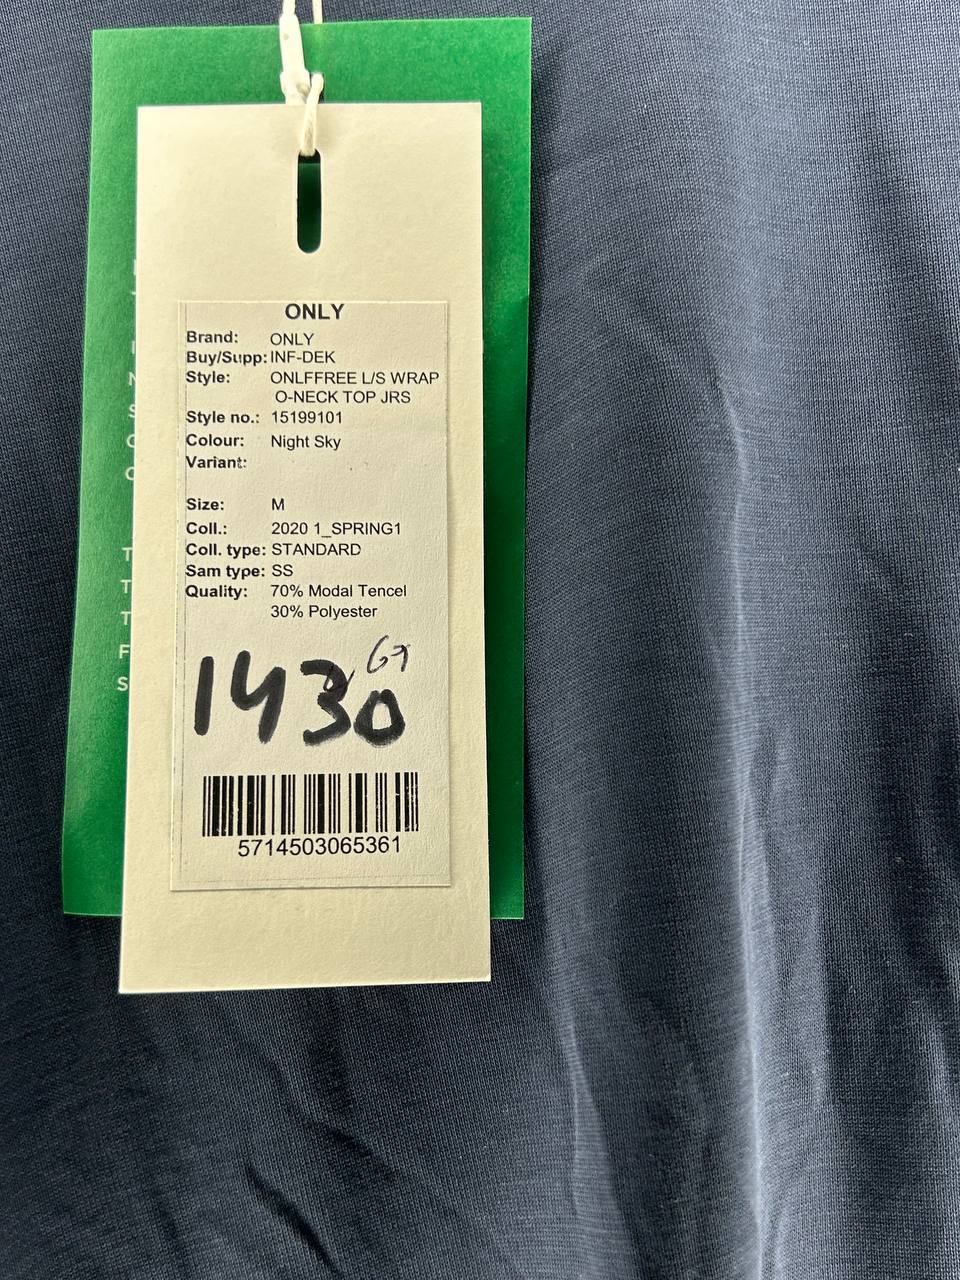 ONLY
Brand: ONLY
Buy/Supp: INF-DEK
Style: ONLFFREE L/S WRAP
O-NECK TOP JRS
Style no.: 15199101
Colour: Night Sky
Variant:
Size: M
Coll.: 2020 1_SPRING1
Coll. type: STANDARD
Sam type: SS
Quality: 70% Modal Tencel
30% Polyester
1430
5714503065361